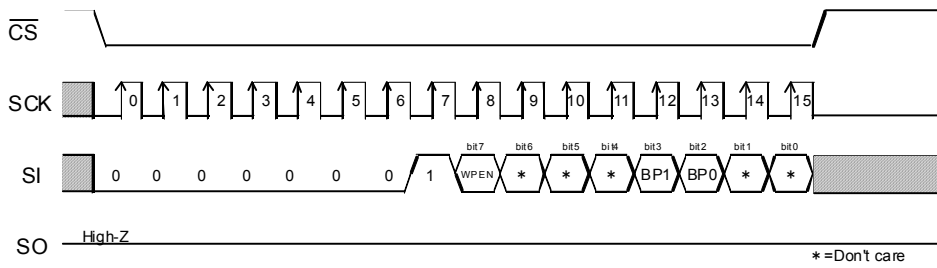 CS
SCK 0 1 2 3 4 5 6 7 8 9 10 11 12 13 14 15
bit7 bit6 bit5 bit4 bit3 bit2 bit1 bit0
SI 0 0 0 0 0 0 0 1 WPEN * * * BP1 BP0 * *
High-Z
SO
*=Don't care